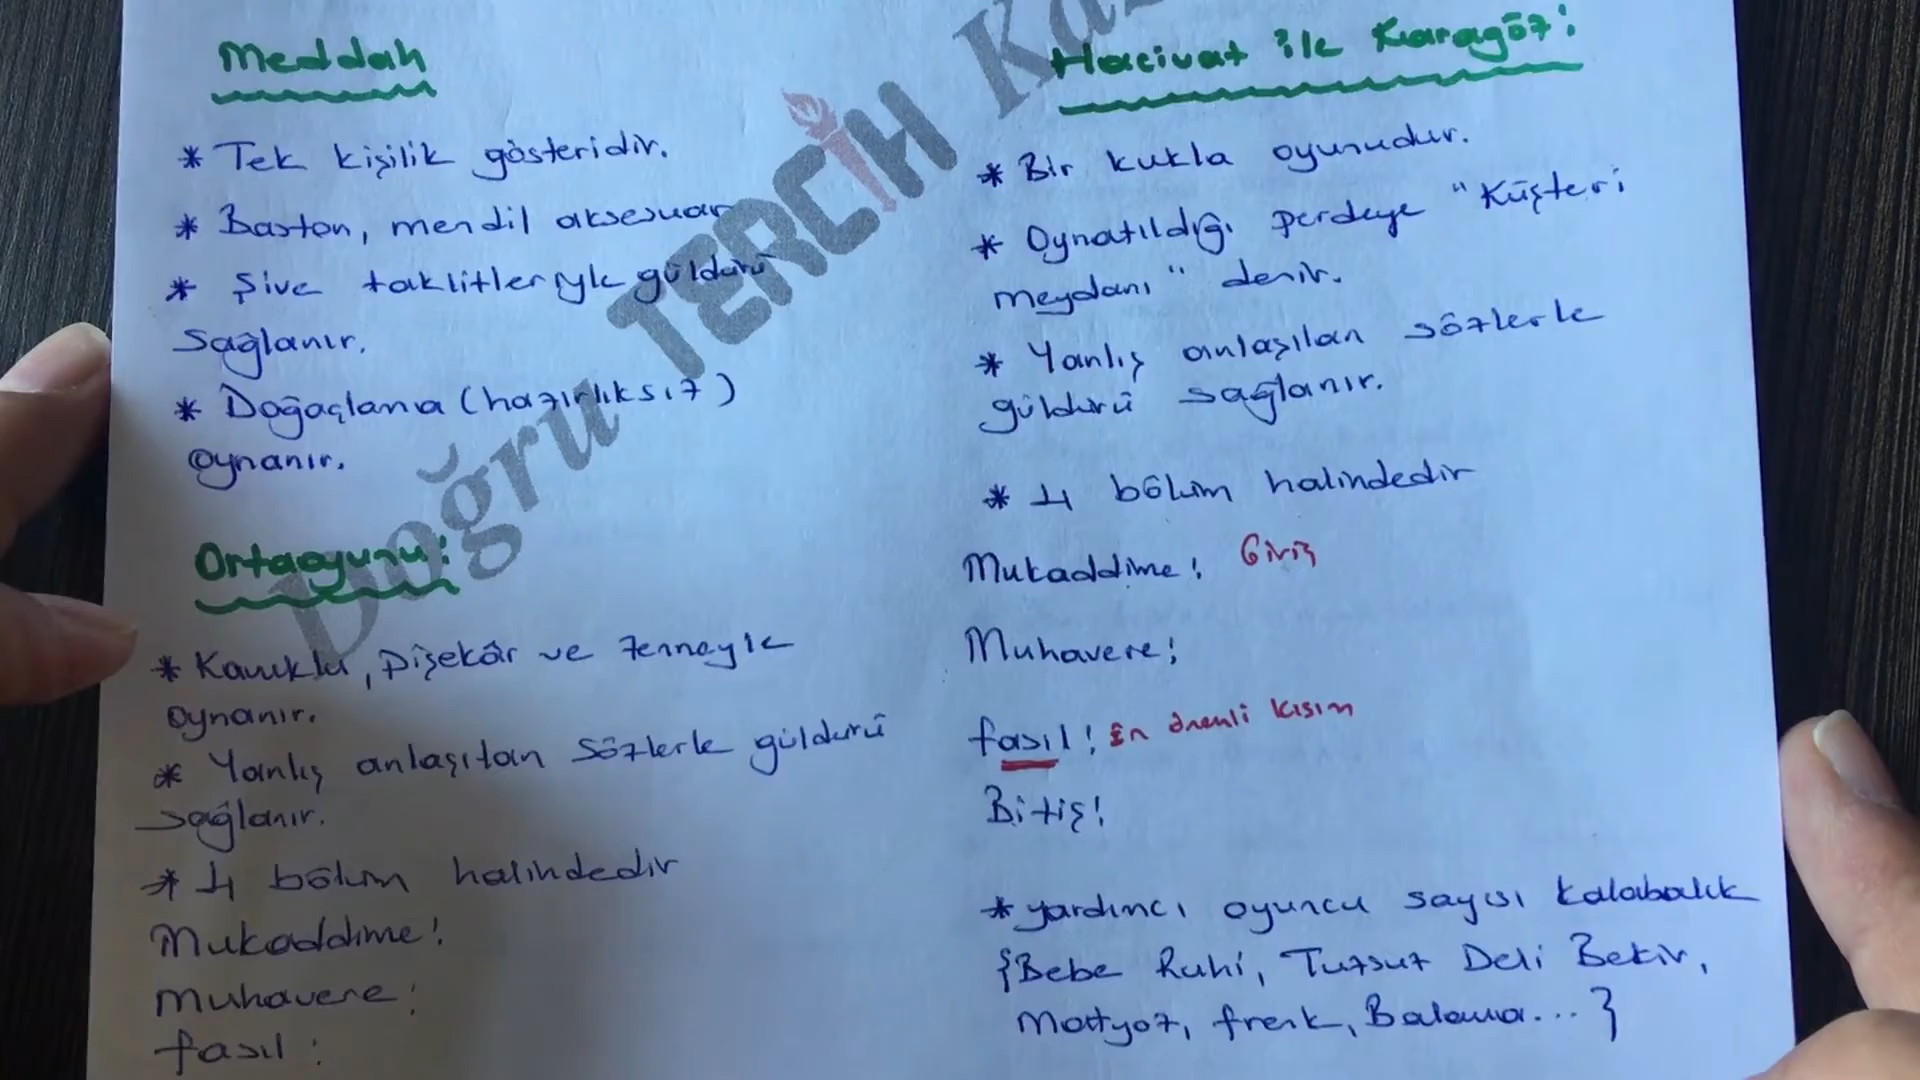 Meddah
* Tek kişilik gösteridir.
* Baston, mendil aksesuar
* Şive taklitleriyle güldürü
sağlanır.
* Doğaçlama (hazırlıksız)
oynanır.
Ortaoyunu:
* Kavuklu, Pişekâr ve zenneyle
oynanır.
* Yanlış anlaşılan sözlerle güldürü
sağlanır.
* 4 bölüm halindedir
Mukaddime:
Muhavere:
fasıl:
Hacivat ile Karagöz:
* Bir kukla oyunudur.
* Oynatıldığı perdeye "Küşteri
meydanı" denir.
* Yanlış anlaşılan sözlerle
güldürü sağlanır.
* 4 bölüm halindedir
Mukaddime: Giriş
Muhavere:
fasıl: En önemli kısım
Bitiş:
* yardımcı oyuncu sayısı kalabalık
{Bebe Ruhi, Tuzsuz Deli Bekir,
Matyoz, frenk, Balama...}
Doğru TERCİH